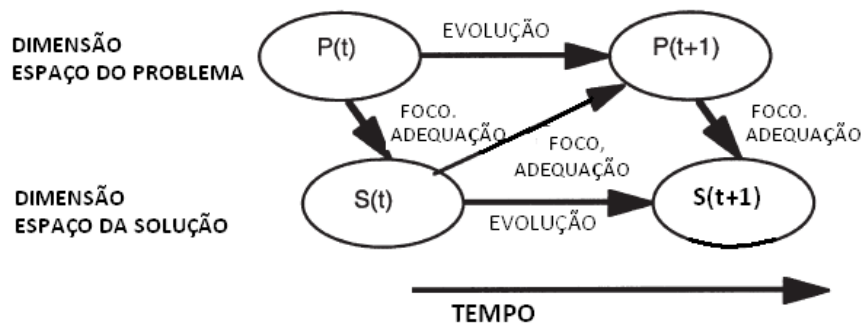 DIMENSÃO
ESPAÇO DO PROBLEMA
P(t)
EVOLUÇÃO
P(t+1)
FOCO.
ADEQUAÇÃO
FOCO,
ADEQUAÇÃO
FOCO.
ADEQUAÇÃO
DIMENSÃO
ESPAÇO DA SOLUÇÃO
S(t)
EVOLUÇÃO
S(t+1)
TEMPO